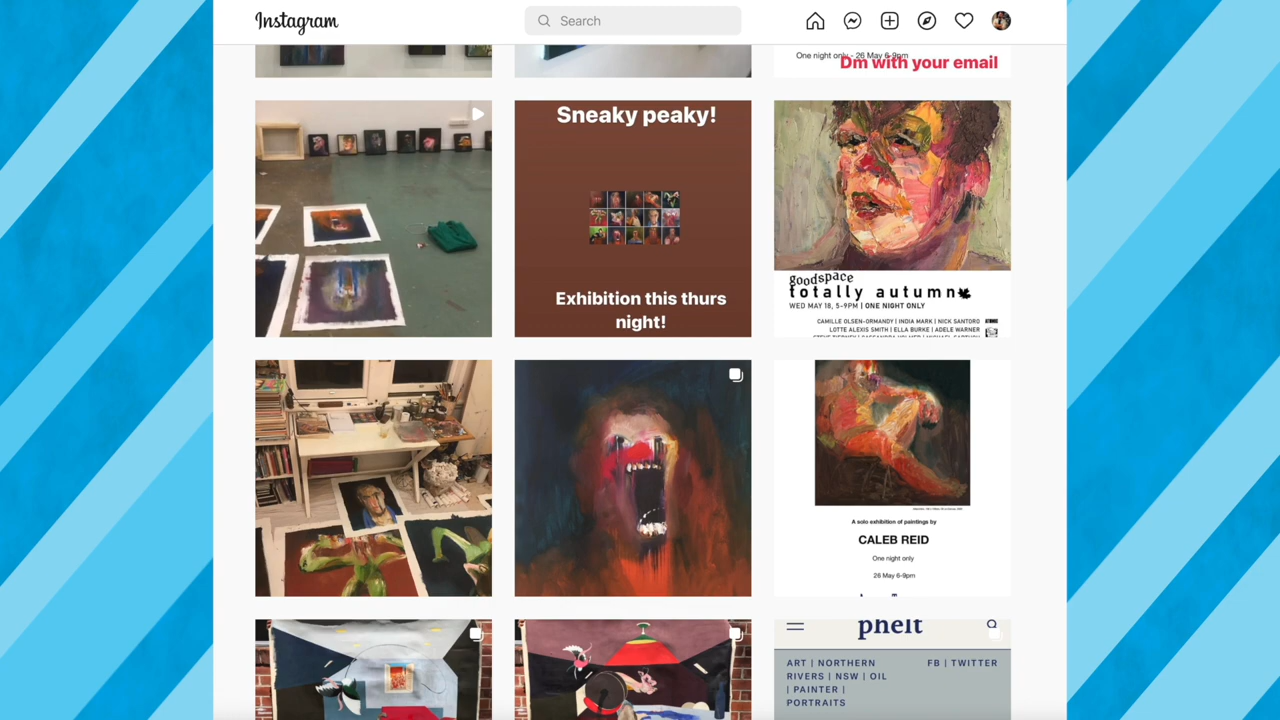 Instagram
Search
One night only - 26 May 6-9pm
Dm with your email
Sneaky peaky!
Exhibition this thurs
night!
goodspace
totally autumn
WED MAY 18, 5-9PM | ONE NIGHT ONLY
CAMILLE OLSEN-ORMANDY | INDIA MARK | NICK SANTORO
LOTTE ALEXIS SMITH | ELLA BURKE | ADELE WARNER
A solo exhibition of paintings by
CALEB REID
One night only
26 May 6-9pm
phelt
ART | NORTHERN
RIVERS | NSW | OIL
| PAINTER |
PORTRAITS
FB | TWITTER